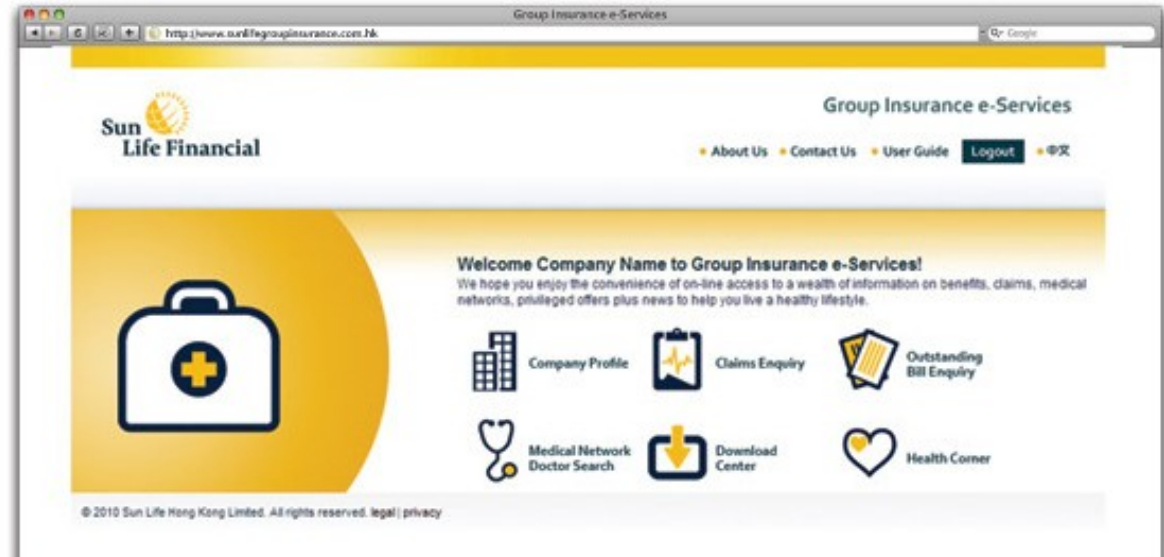 Group Insurance e-Services
http://www.sunlifegroupinsurance.com.hk
Google
Sun
Life Financial
Group Insurance e-Services
About Us
Contact Us
User Guide
Logout
中文
Welcome Company Name to Group Insurance e-Services!
We hope you enjoy the convenience of on-line access to a wealth of information on benefits, claims, medical
networks, privileged offers plus news to help you live a healthy lifestyle.
Company Profile
Claims Enquiry
Outstanding
Bill Enquiry
Medical Network
Doctor Search
Download
Center
Health Corner
© 2010 Sun Life Hong Kong Limited. All rights reserved. legal | privacy